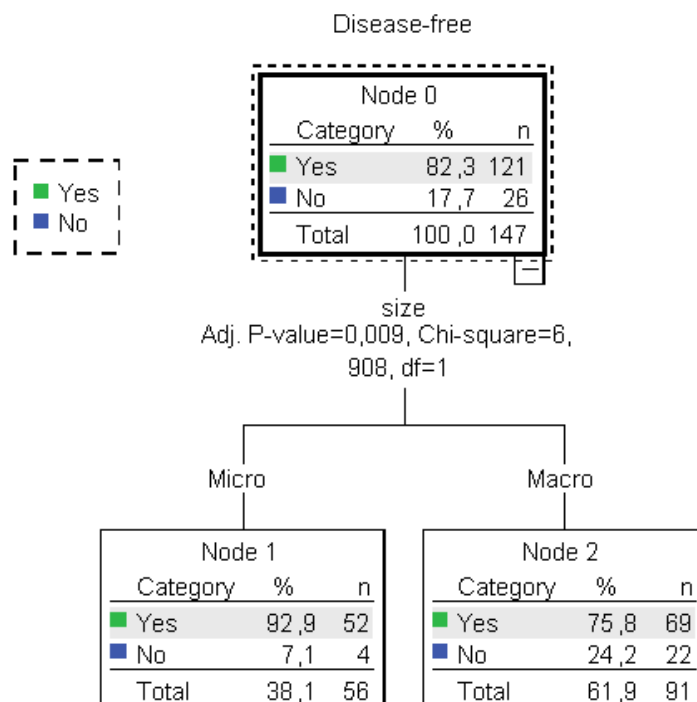 Disease-free
Yes
No
Node 0
Category % n
Yes 82,3 121
No 17,7 26
Total 100,0 147
size
Adj. P-value=0,009, Chi-square=6,
908, df=1
Micro
Macro
Node 1
Category % n
Yes 92,9 52
No 7,1 4
Total 38,1 56
Node 2
Category % n
Yes 75,8 69
No 24,2 22
Total 61,9 91